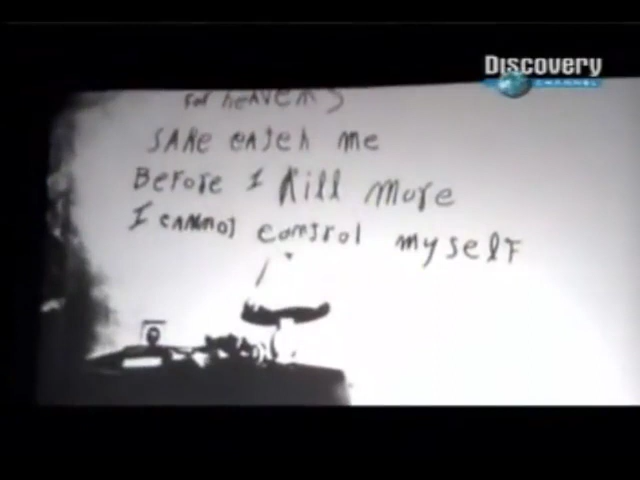 Discovery
CHANNEL
For heavens
SAKe cAtch me
BeFore I Kill More
I cannot control myself